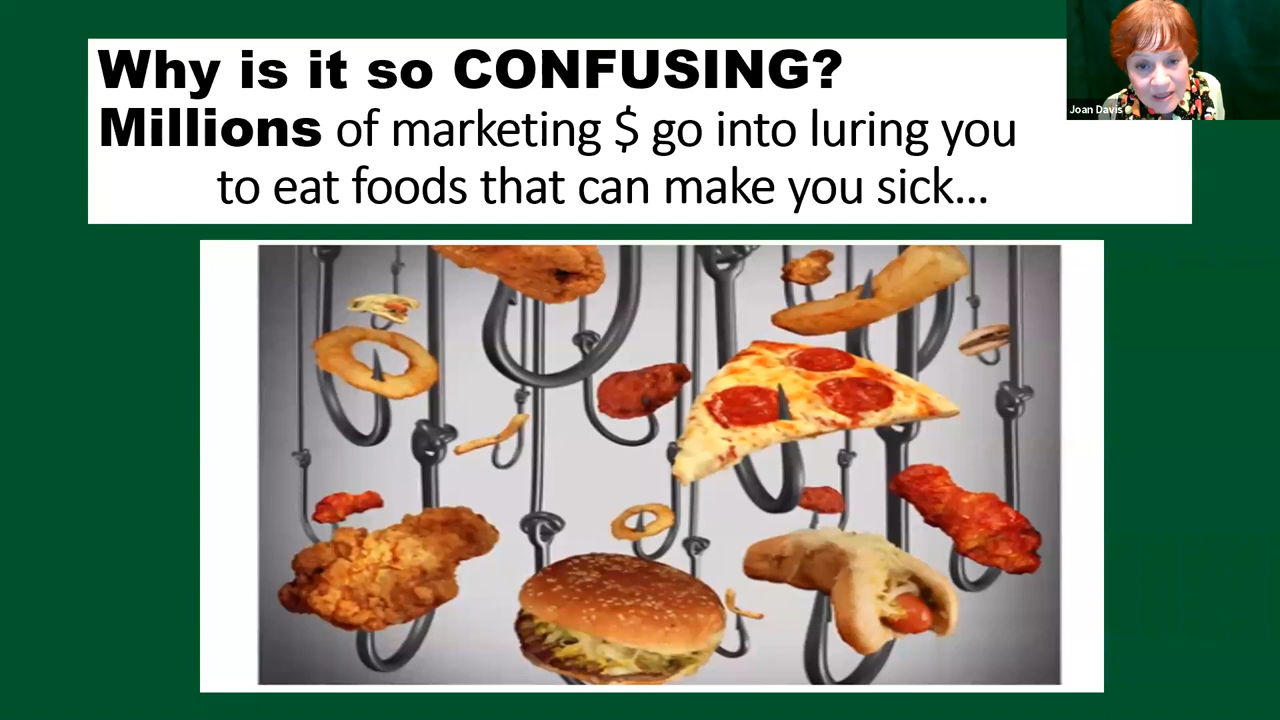 Why is it so CONFUSING?
Millions of marketing $ go into luring you
to eat foods that can make you sick...
Joan Davis